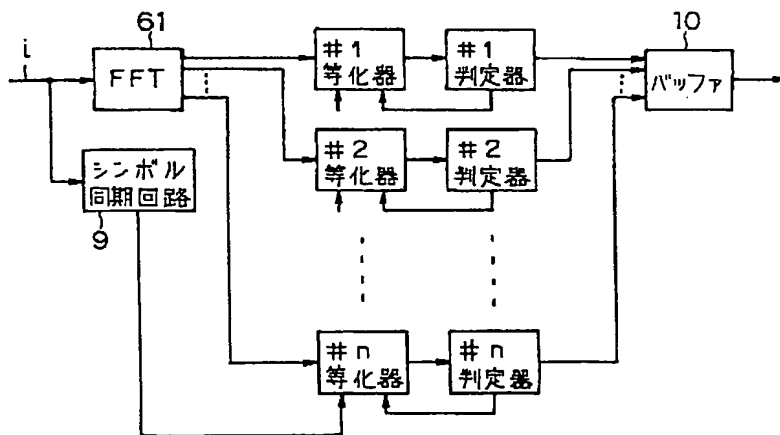 61
i
FFT
#1
等化器
#1
判定器
10
バッファ
#2
等化器
#2
判定器
シンボル
同期回路
9
#n
等化器
#n
判定器